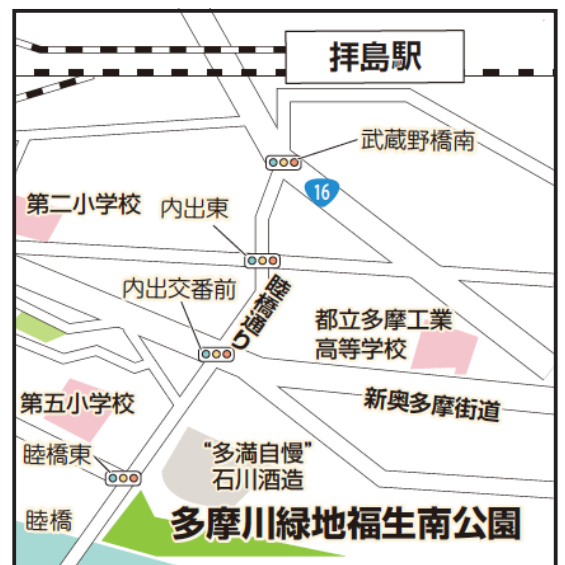 拝島駅
武蔵野橋南
16
第二小学校
内出東
内出交番前
睦橋通り
都立多摩工業
高等学校
新奥多摩街道
第五小学校
睦橋東
“多満自慢”
石川酒造
睦橋
多摩川緑地福生南公園